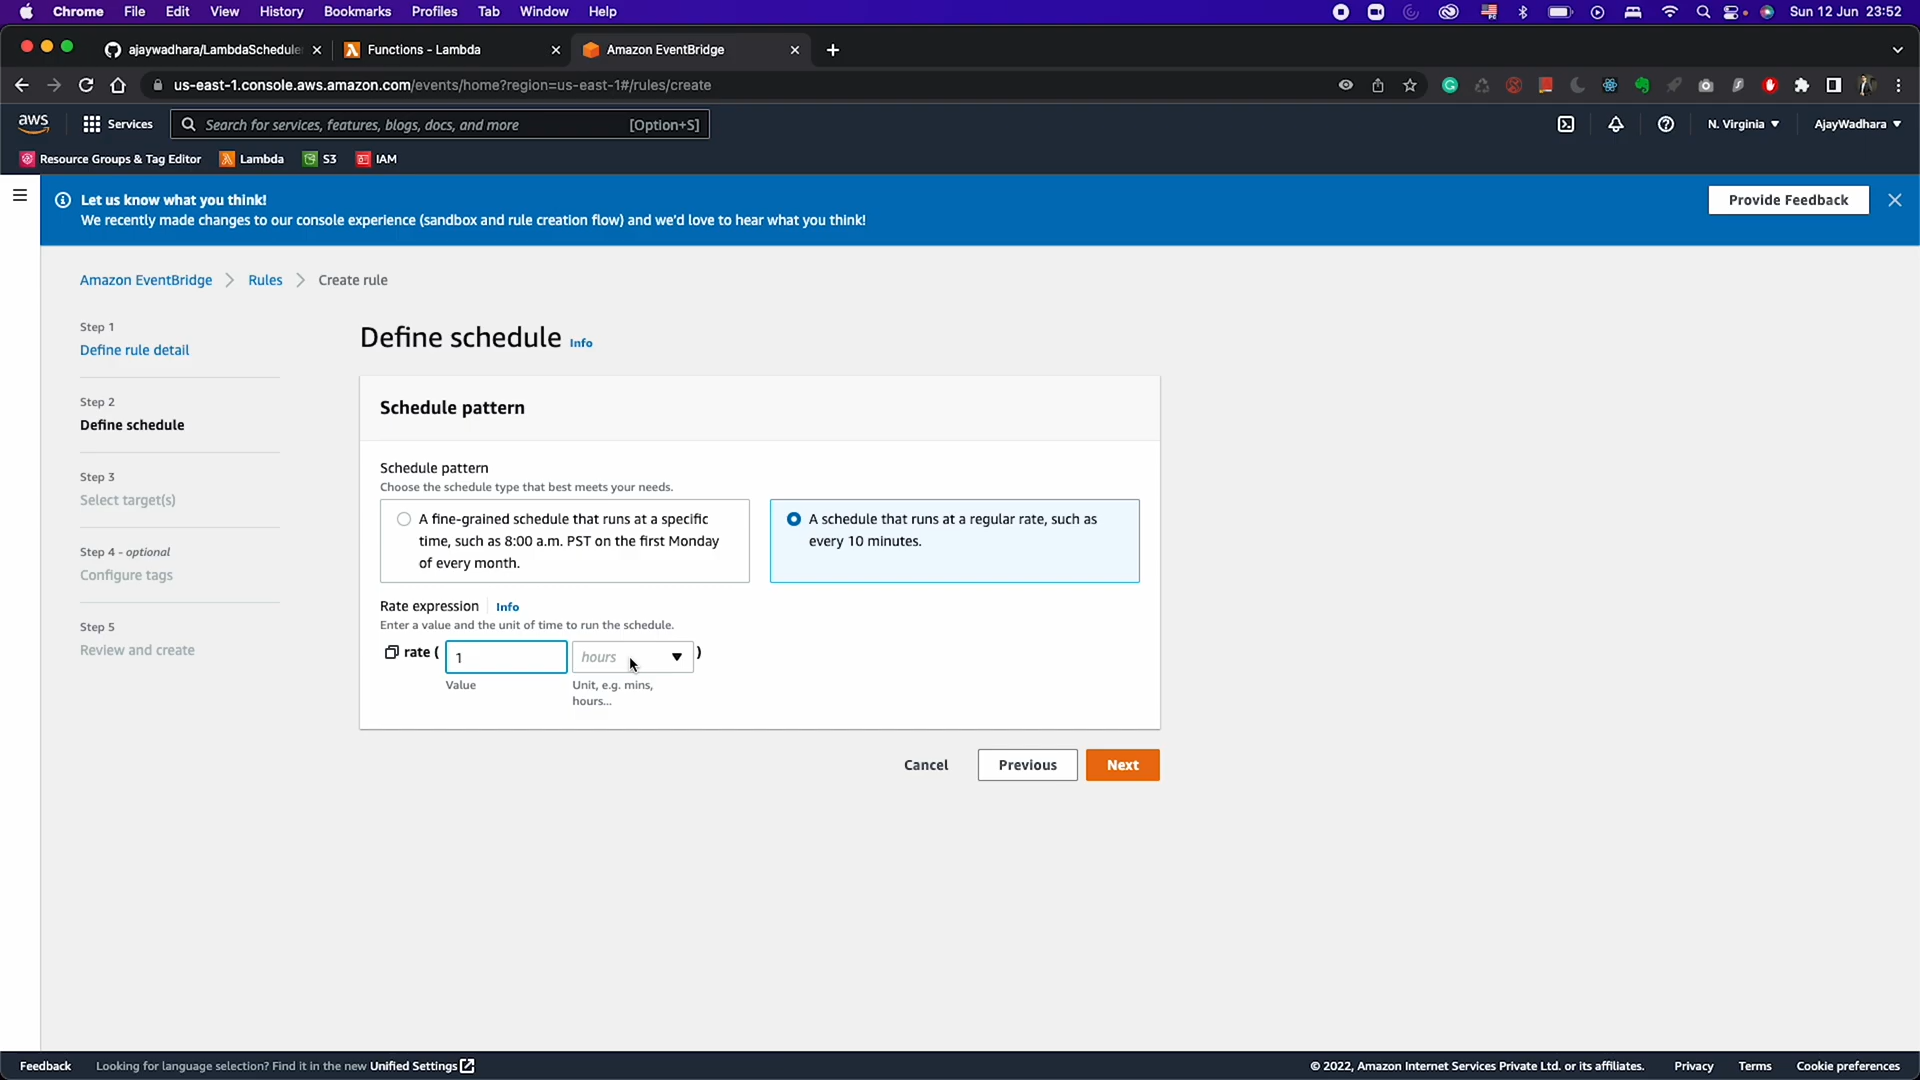 Chrome File Edit View History Bookmarks Profiles Tab Window Help
Sun 12 Jun 23:52
ajaywadhara/LambdaSchedule
Functions - Lambda
Amazon EventBridge
us-east-1.console.aws.amazon.com/events/home?region=us-east-1#/rules/create
aws
Services
Search for services, features, blogs, docs, and more [Option+S]
N. Virginia
AjayWadhara
Resource Groups & Tag Editor Lambda S3 IAM
Let us know what you think!
We recently made changes to our console experience (sandbox and rule creation flow) and we'd love to hear what you think!
Provide Feedback
Amazon EventBridge Rules Create rule
Step 1
Define rule detail
Step 2
Define schedule
Step 3
Select target(s)
Step 4 - optional
Configure tags
Step 5
Review and create
Define schedule Info
Schedule pattern
Schedule pattern
Choose the schedule type that best meets your needs.
A fine-grained schedule that runs at a specific
time, such as 8:00 a.m. PST on the first Monday
of every month.
A schedule that runs at a regular rate, such as
every 10 minutes.
Rate expression Info
Enter a value and the unit of time to run the schedule.
rate ( 1 hours )
Value
Unit, e.g. mins,
hours...
Cancel Previous Next
Feedback Looking for language selection? Find it in the new Unified Settings
© 2022, Amazon Internet Services Private Ltd. or its affiliates. Privacy Terms Cookie preferences